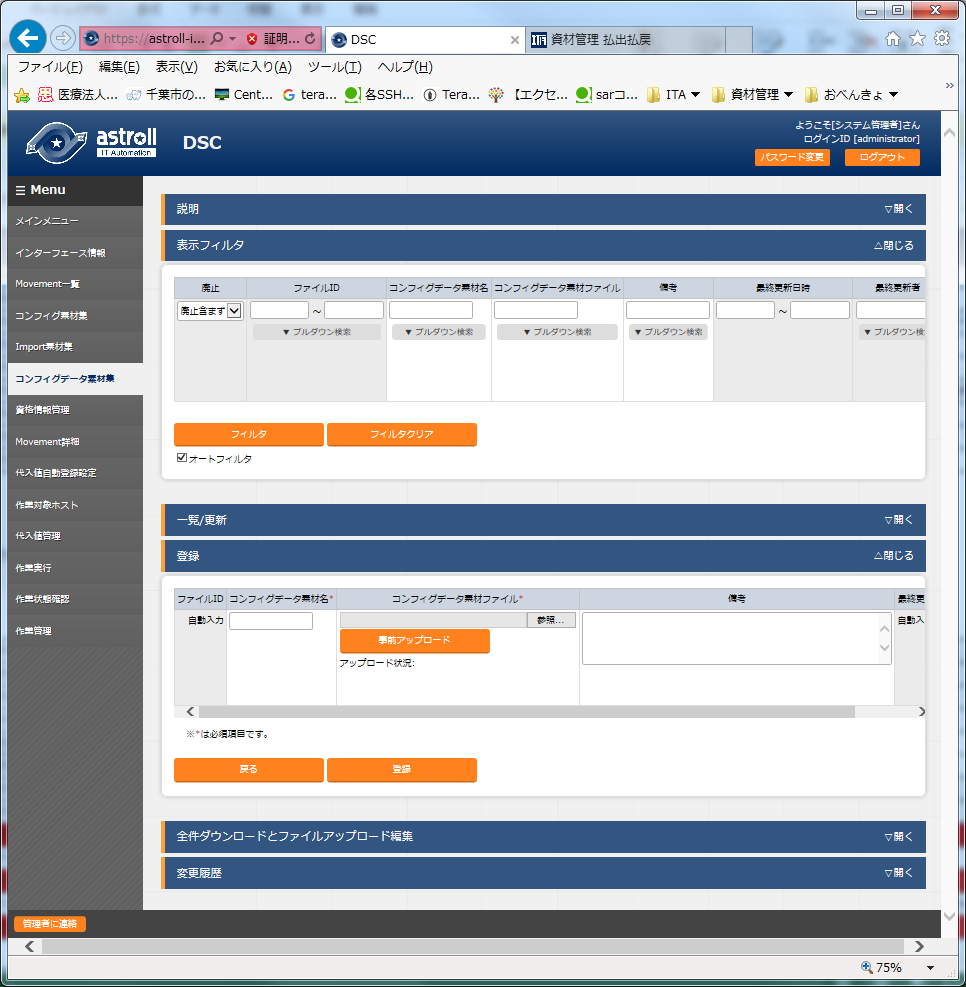 https://astroll-i... 証明... DSC 資材管理 払出払戻
ファイル(F) 編集(E) 表示(V) お気に入り(A) ツール(T) ヘルプ(H)
医療法人... 千葉市の... Cent... tera... 各SSH... Tera... 【エクセ... sarコ... ITA 資材管理 おべんきょ
astroll
IT Automation
DSC
ようこそ[システム管理者]さん
ログインID [administrator]
パスワード変更 ログアウト
Menu
メインメニュー
インターフェース情報
Movement一覧
コンフィグ素材集
Import素材集
コンフィグデータ素材集
資格情報管理
Movement詳細
代入値自動登録設定
作業対象ホスト
代入値管理
作業実行
作業状態確認
作業管理
説明 ▽開く
表示フィルタ △閉じる
廃止 ファイルID コンフィグデータ素材名 コンフィグデータ素材ファイル 備考 最終更新日時 最終更新者
廃止含まず ～ ～
▼ プルダウン検索 ▼ プルダウン検索 ▼ プルダウン検索 ▼ プルダウン検索 ▼ プルダウン検
フィルタ フィルタクリア
オートフィルタ
一覧/更新 ▽開く
登録 △閉じる
ファイルID コンフィグデータ素材名* コンフィグデータ素材ファイル* 備考 最終更
自動入力 参照... 自動入
事前アップロード
アップロード状況:
※*は必須項目です。
戻る 登録
全件ダウンロードとファイルアップロード編集 ▽開く
変更履歴 ▽開く
管理者に連絡
75%